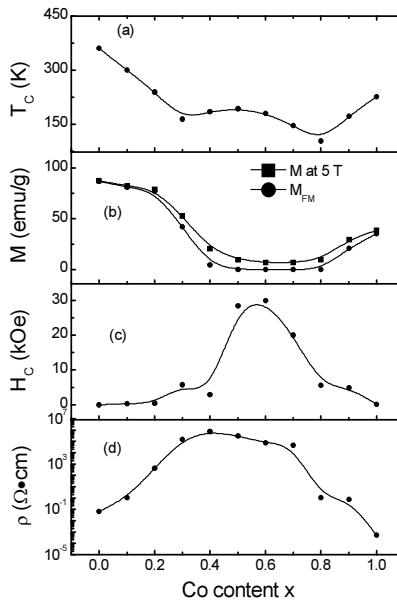 450
(a)
300
T_C (K)
150
100
■ M at 5 T
● M_FM
(b)
50
M (emu/g)
0
30
(c)
20
H_C (kOe)
10
0
10^7
(d)
10^3
ρ (Ω•cm)
10^-1
10^-5
0.0 0.2 0.4 0.6 0.8 1.0
Co content x